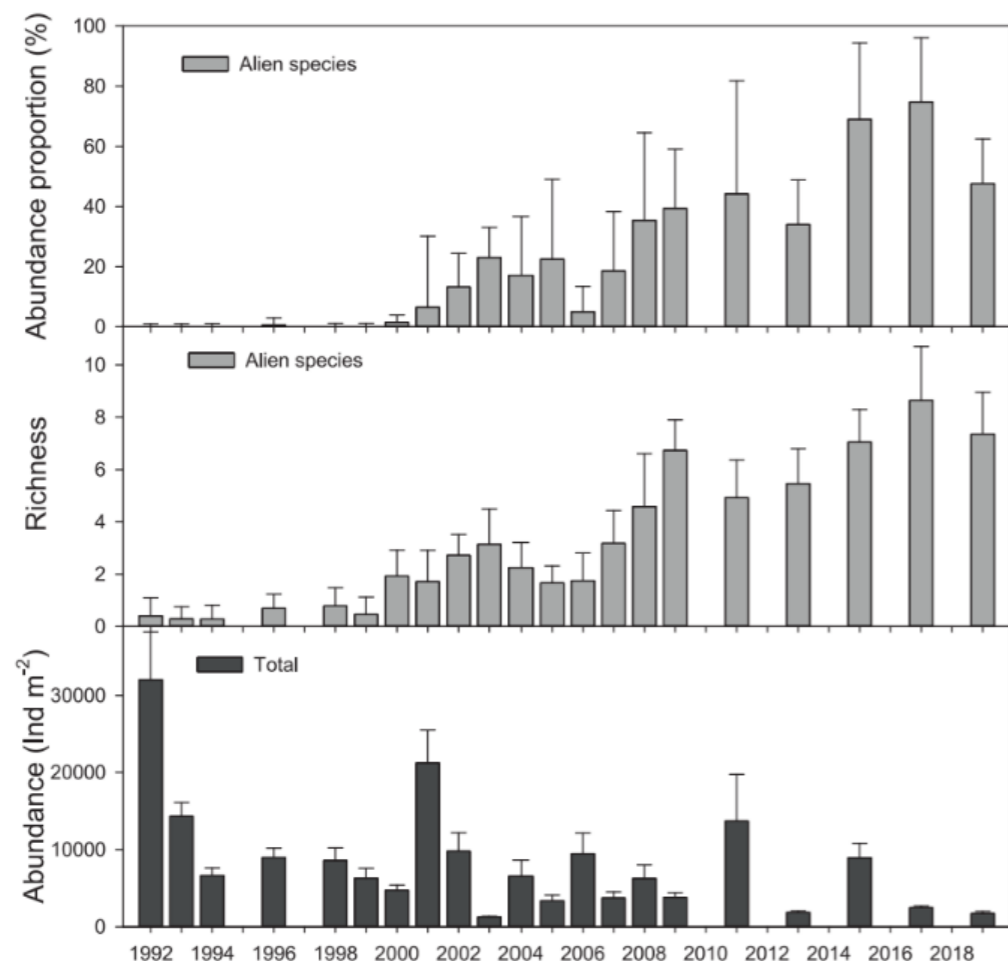 Abundance proportion (%)
100
80
60
40
20
0
Alien species
Richness
10
8
6
4
2
0
Alien species
Abundance (Ind m-2)
30000
20000
10000
0
Total
1992 1994 1996 1998 2000 2002 2004 2006 2008 2010 2012 2014 2016 2018